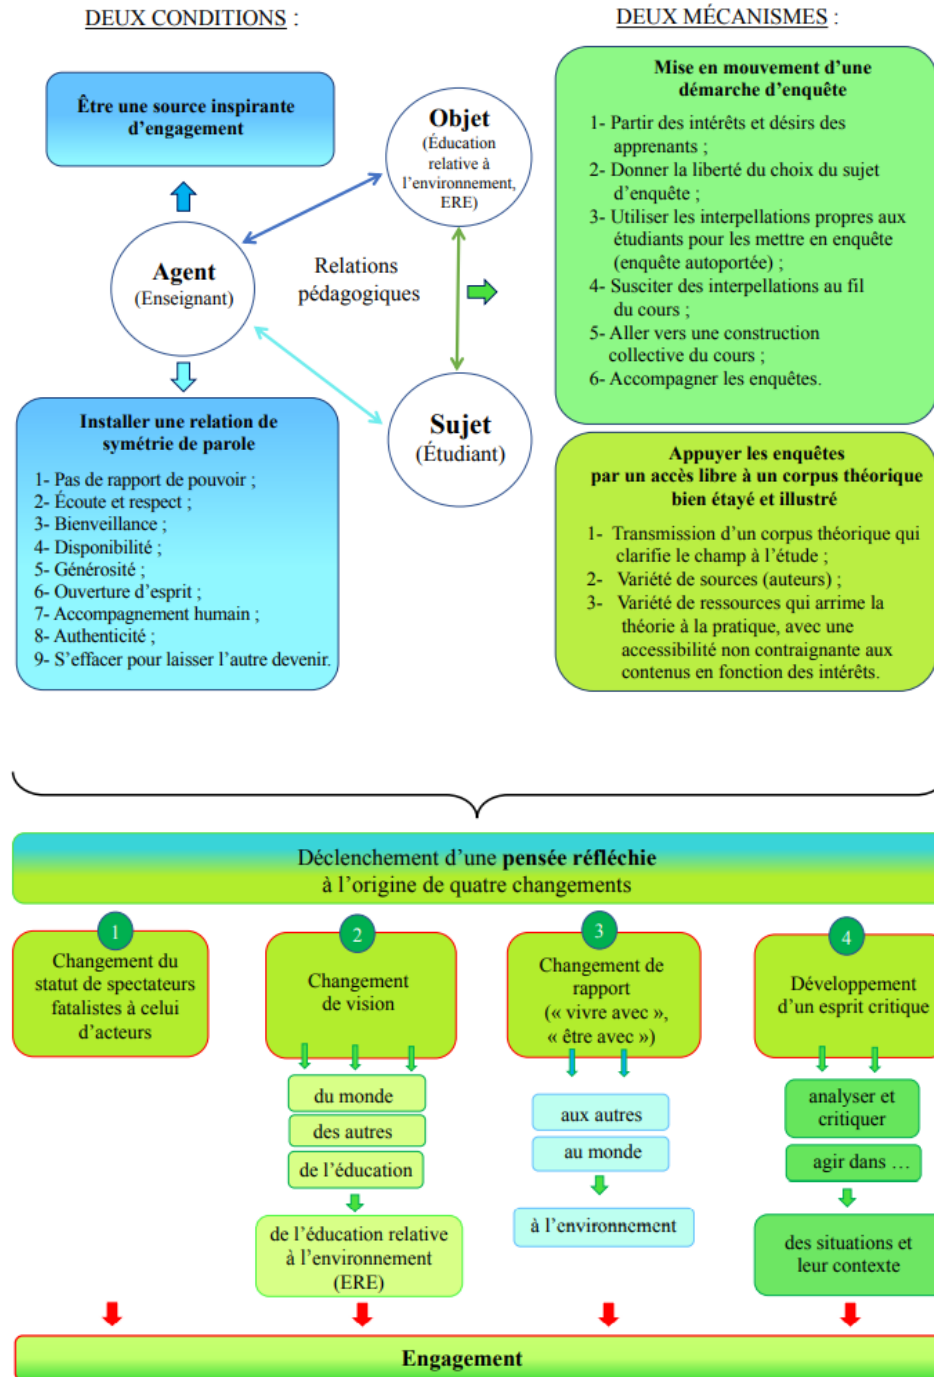 DEUX CONDITIONS :
Être une source inspirante
d’engagement
Agent
(Enseignant)
Objet
(Éducation
relative à
l’environnement,
ERE)
Relations
pédagogiques
Sujet
(Étudiant)
Installer une relation de
symétrie de parole
1- Pas de rapport de pouvoir ;
2- Écoute et respect ;
3- Bienveillance ;
4- Disponibilité ;
5- Générosité ;
6- Ouverture d’esprit ;
7- Accompagnement humain ;
8- Authenticité ;
9- S’effacer pour laisser l’autre devenir.
DEUX MÉCANISMES :
Mise en mouvement d’une
démarche d’enquête
1- Partir des intérêts et désirs des
apprenants ;
2- Donner la liberté du choix du sujet
d’enquête ;
3- Utiliser les interpellations propres aux
étudiants pour les mettre en enquête
(enquête autoportée) ;
4- Susciter des interpellations au fil
du cours ;
5- Aller vers une construction
collective du cours ;
6- Accompagner les enquêtes.
Appuyer les enquêtes
par un accès libre à un corpus théorique
bien étayé et illustré
1- Transmission d’un corpus théorique qui
clarifie le champ à l’étude ;
2- Variété de sources (auteurs) ;
3- Variété de ressources qui arrime la
théorie à la pratique, avec une
accessibilité non contraignante aux
contenus en fonction des intérêts.
Déclenchement d’une pensée réfléchie
à l’origine de quatre changements
1
Changement du
statut de spectateurs
fatalistes à celui
d’acteurs
2
Changement
de vision
du monde
des autres
de l’éducation
de l’éducation relative
à l’environnement
(ERE)
3
Changement de
rapport
(« vivre avec »,
« être avec »)
aux autres
au monde
à l’environnement
4
Développement
d’un esprit critique
analyser et
critiquer
agir dans …
des situations et
leur contexte
Engagement